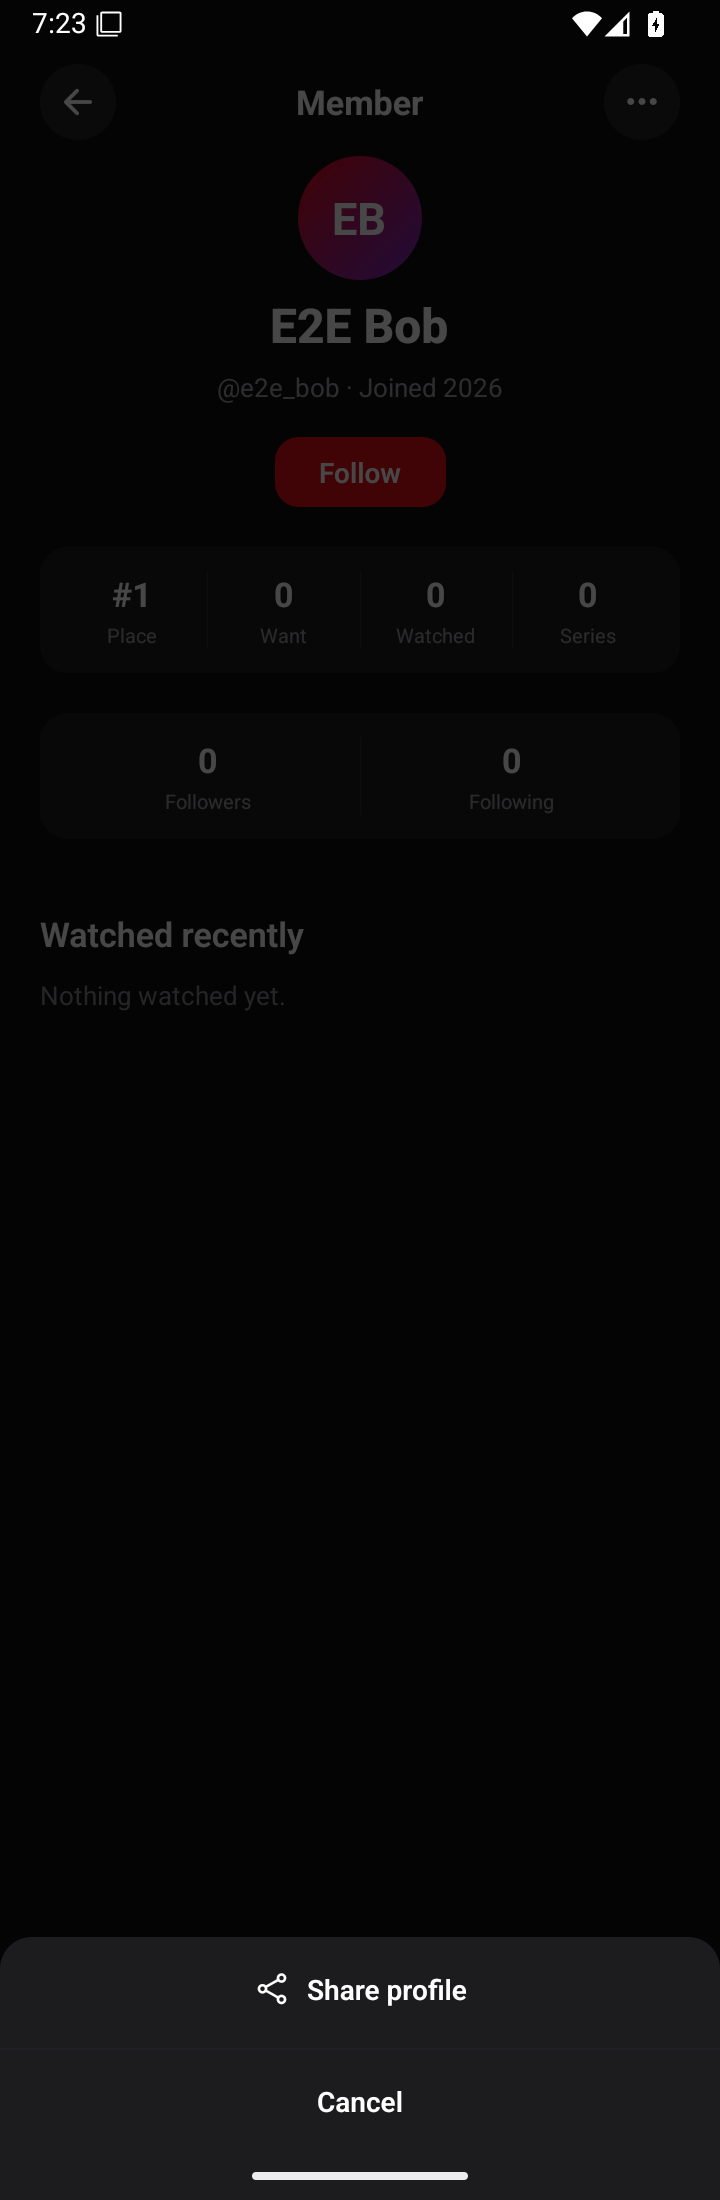 7:23
Member
EB
E2E Bob
@e2e_bob · Joined 2026
Follow
#1 0 0 0
Place Want Watched Series
0 0
Followers Following
Watched recently
Nothing watched yet.
Share profile
Cancel